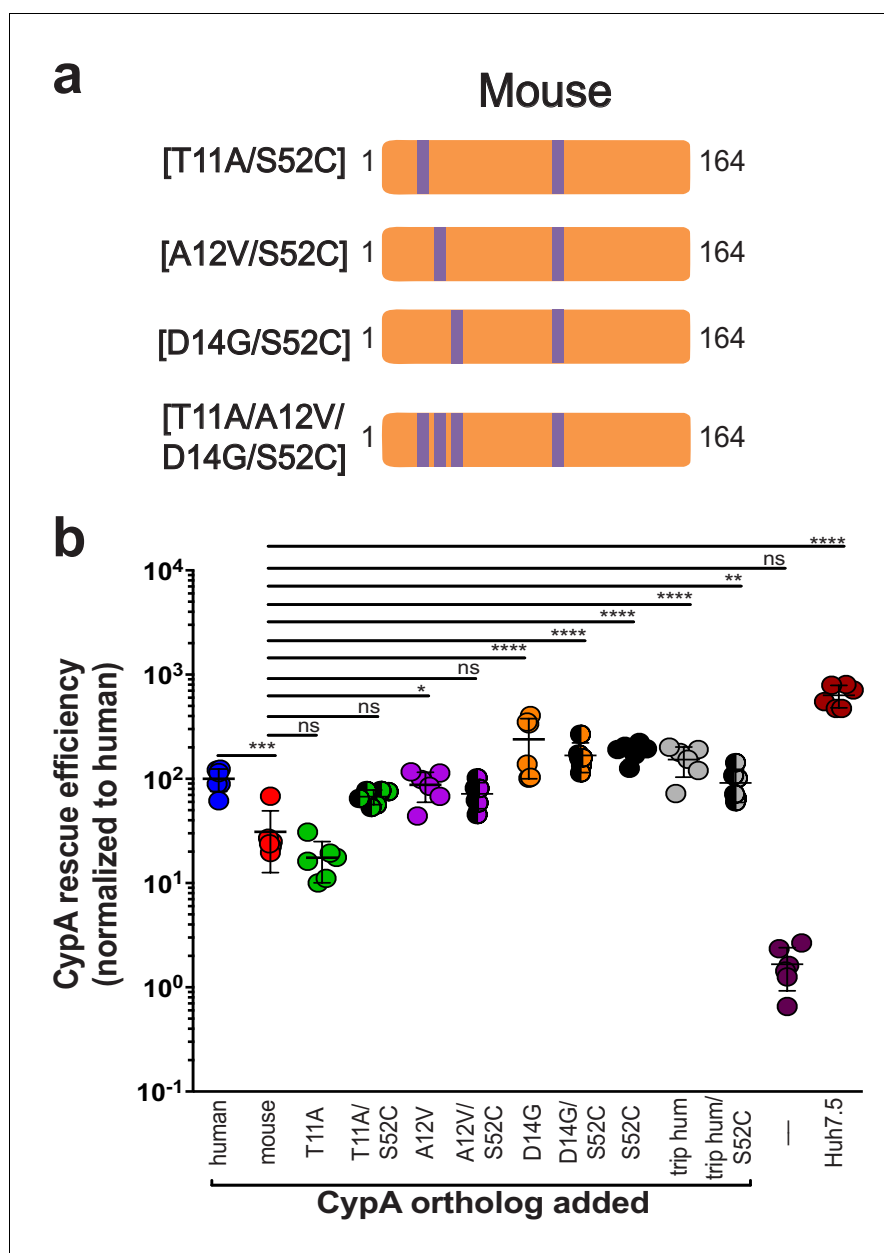 a
Mouse
[T11A/S52C] 1 164
[A12V/S52C] 1 164
[D14G/S52C] 1 164
[T11A/A12V/
D14G/S52C] 1 164
b
CypA rescue efficiency
(normalized to human)
10^4
10^3
10^2
10^1
10^0
10^-1
****
ns
**
****
****
****
****
ns
*
ns
ns
***
human
mouse
T11A
T11A/
S52C
A12V
A12V/
S52C
D14G
D14G/
S52C
S52C
trip hum
trip hum/
S52C
—
Huh7.5
CypA ortholog added